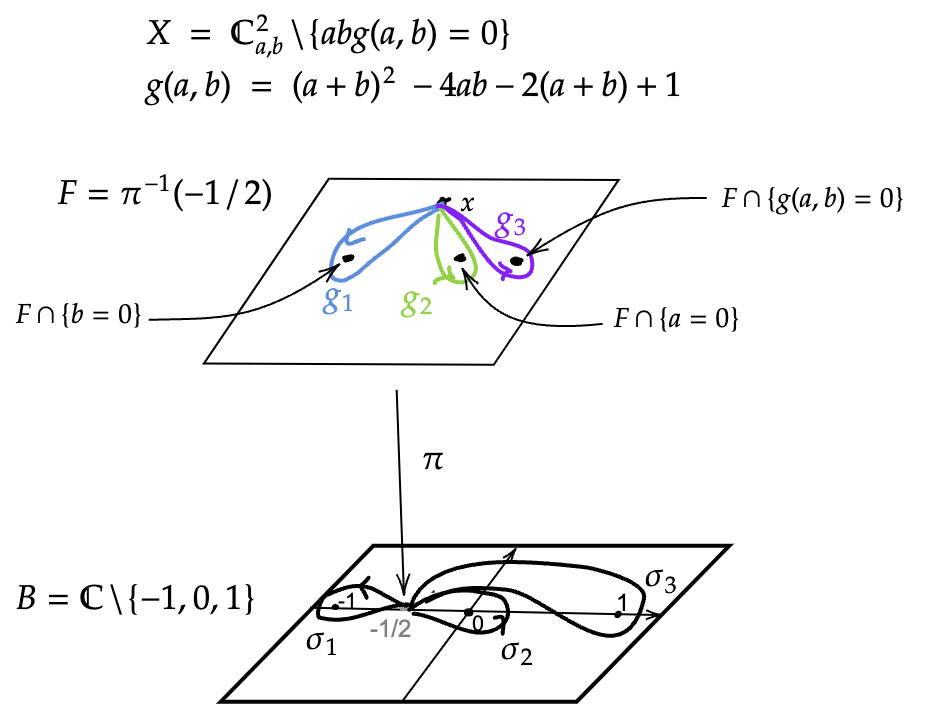 X = ℂ²ₐ,ᵦ \ {abg(a, b) = 0}
g(a, b) = (a + b)² − 4ab − 2(a + b) + 1
F = π⁻¹(−1/2)
x
F ∩ {g(a, b) = 0}
g₃
g₁
g₂
F ∩ {b = 0}
F ∩ {a = 0}
π
B = ℂ \ {−1, 0, 1}
-1
-1/2
0
1
σ₁
σ₂
σ₃